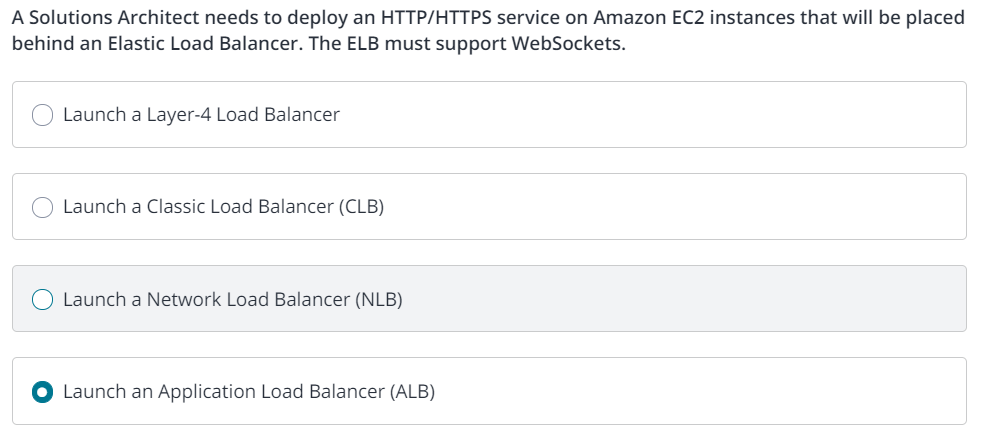 A Solutions Architect needs to deploy an HTTP/HTTPS service on Amazon EC2 instances that will be placed
behind an Elastic Load Balancer. The ELB must support WebSockets.
Launch a Layer-4 Load Balancer
Launch a Classic Load Balancer (CLB)
Launch a Network Load Balancer (NLB)
Launch an Application Load Balancer (ALB)